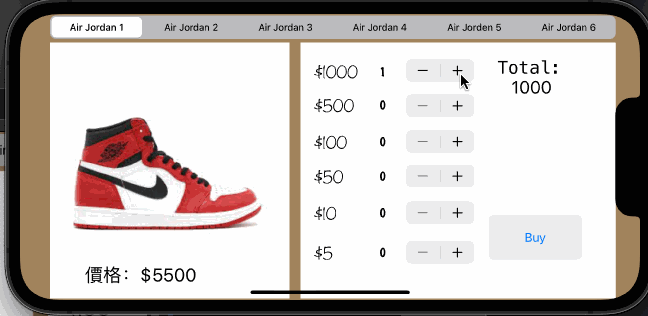 Air Jordan 1 Air Jordan 2 Air Jordan 3 Air Jordan 4 Air Jorden 5 Air Jordan 6
$1000 1 − +
$500 0 − +
$100 0 − +
$50 0 − +
$10 0 − +
$5 0 − +
Total:
1000
Buy
價格：$5500